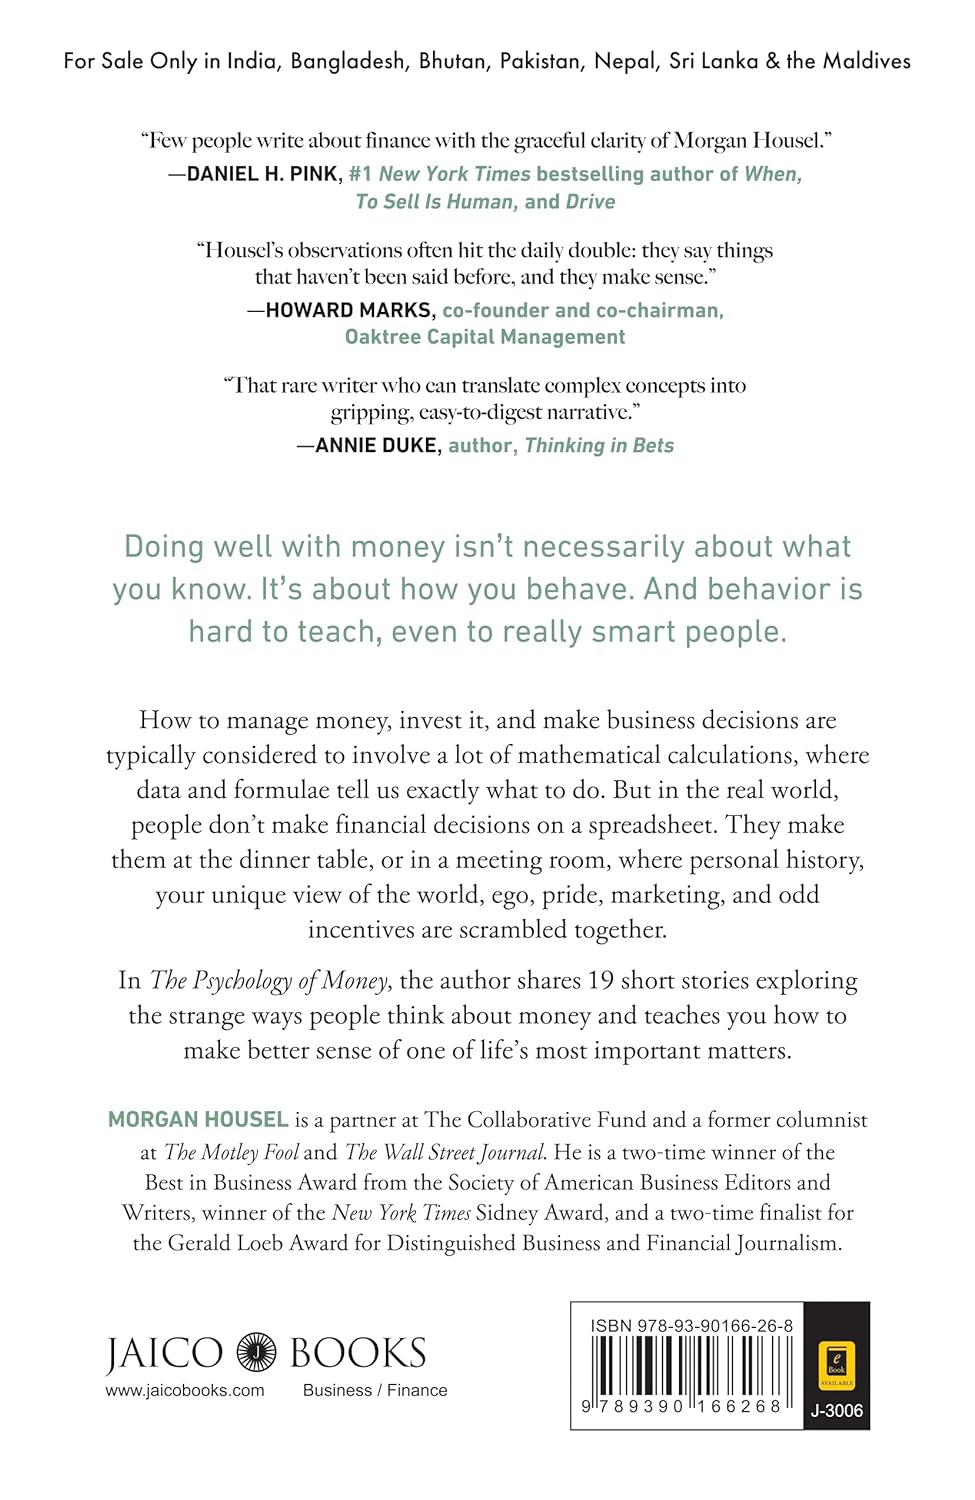 For Sale Only in India, Bangladesh, Bhutan, Pakistan, Nepal, Sri Lanka & the Maldives
“Few people write about finance with the graceful clarity of Morgan Housel.”
—DANIEL H. PINK, #1 New York Times bestselling author of When,
To Sell Is Human, and Drive
“Housel’s observations often hit the daily double: they say things
that haven’t been said before, and they make sense.”
—HOWARD MARKS, co-founder and co-chairman,
Oaktree Capital Management
“That rare writer who can translate complex concepts into
gripping, easy-to-digest narrative.”
—ANNIE DUKE, author, Thinking in Bets
Doing well with money isn’t necessarily about what
you know. It’s about how you behave. And behavior is
hard to teach, even to really smart people.
How to manage money, invest it, and make business decisions are
typically considered to involve a lot of mathematical calculations, where
data and formulae tell us exactly what to do. But in the real world,
people don’t make financial decisions on a spreadsheet. They make
them at the dinner table, or in a meeting room, where personal history,
your unique view of the world, ego, pride, marketing, and odd
incentives are scrambled together.
In The Psychology of Money, the author shares 19 short stories exploring
the strange ways people think about money and teaches you how to
make better sense of one of life’s most important matters.
MORGAN HOUSEL is a partner at The Collaborative Fund and a former columnist
at The Motley Fool and The Wall Street Journal. He is a two-time winner of the
Best in Business Award from the Society of American Business Editors and
Writers, winner of the New York Times Sidney Award, and a two-time finalist for
the Gerald Loeb Award for Distinguished Business and Financial Journalism.
JAICO J BOOKS
www.jaicobooks.com Business / Finance
ISBN 978-93-90166-26-8
9 789390 166268
e
Book
AVAILABLE
J-3006